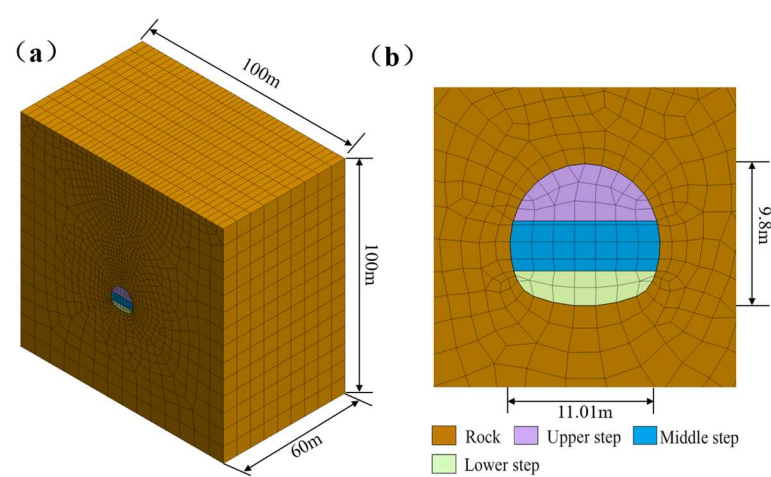 （a）
100m
100m
60m
（b）
9.8m
11.01m
Rock Upper step Middle step
Lower step